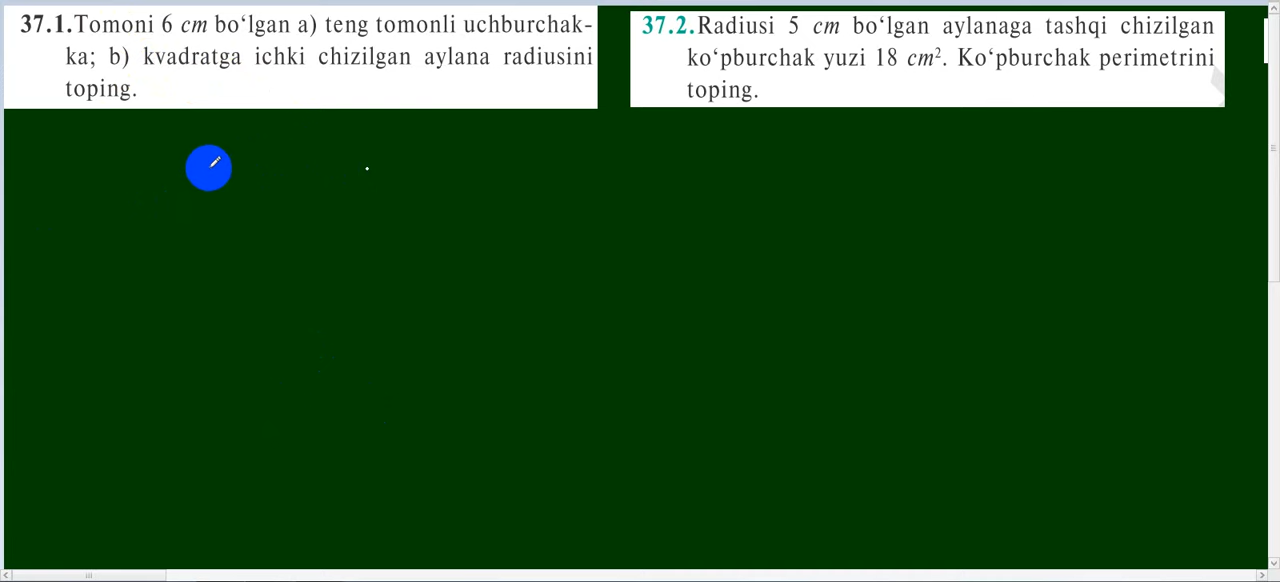 37.1.Tomoni 6 cm bo‘lgan a) teng tomonli uchburchak-
ka; b) kvadratga ichki chizilgan aylana radiusini
toping.
37.2.Radiusi 5 cm bo‘lgan aylanaga tashqi chizilgan
ko‘pburchak yuzi 18 cm². Ko‘pburchak perimetrini
toping.